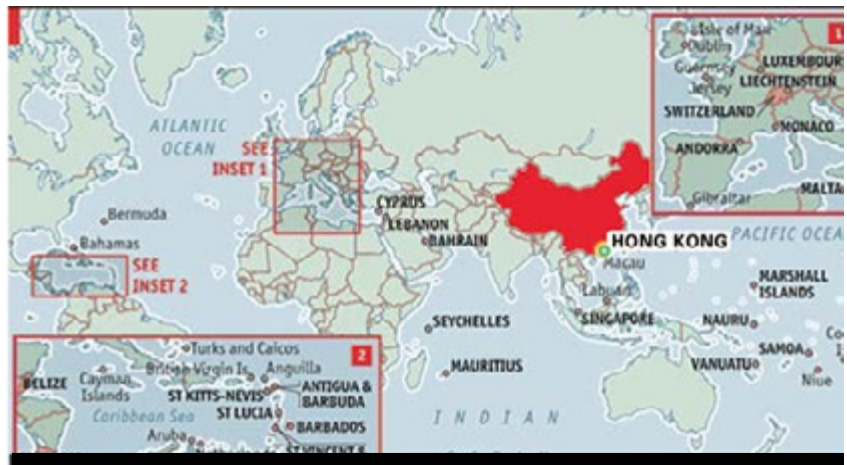 Isle of Man
1
Dublin
Guernsey
LUXEMBOUR
Jersey
LIECHTENSTEIN
SWITZERLAND
MONACO
ANDORRA
Gibraltar
MALTA
ATLANTIC
OCEAN
SEE
INSET 1
Bermuda
Bahamas
SEE
INSET 2
CYPRUS
LEBANON
BAHRAIN
HONG KONG
Macau
PACIFIC OCEA
Labuan
SINGAPORE
MARSHALL
ISLANDS
NAURU
SAMOA
VANUATU
Niue
SEYCHELLES
MAURITIUS
INDIAN
2
Turks and Caicos
British Virgin Is.
Anguilla
BELIZE
Cayman
Islands
ST KITTS-NEVIS
ANTIGUA &
BARBUDA
ST LUCIA
Caribbean Sea
BARBADOS
Aruba